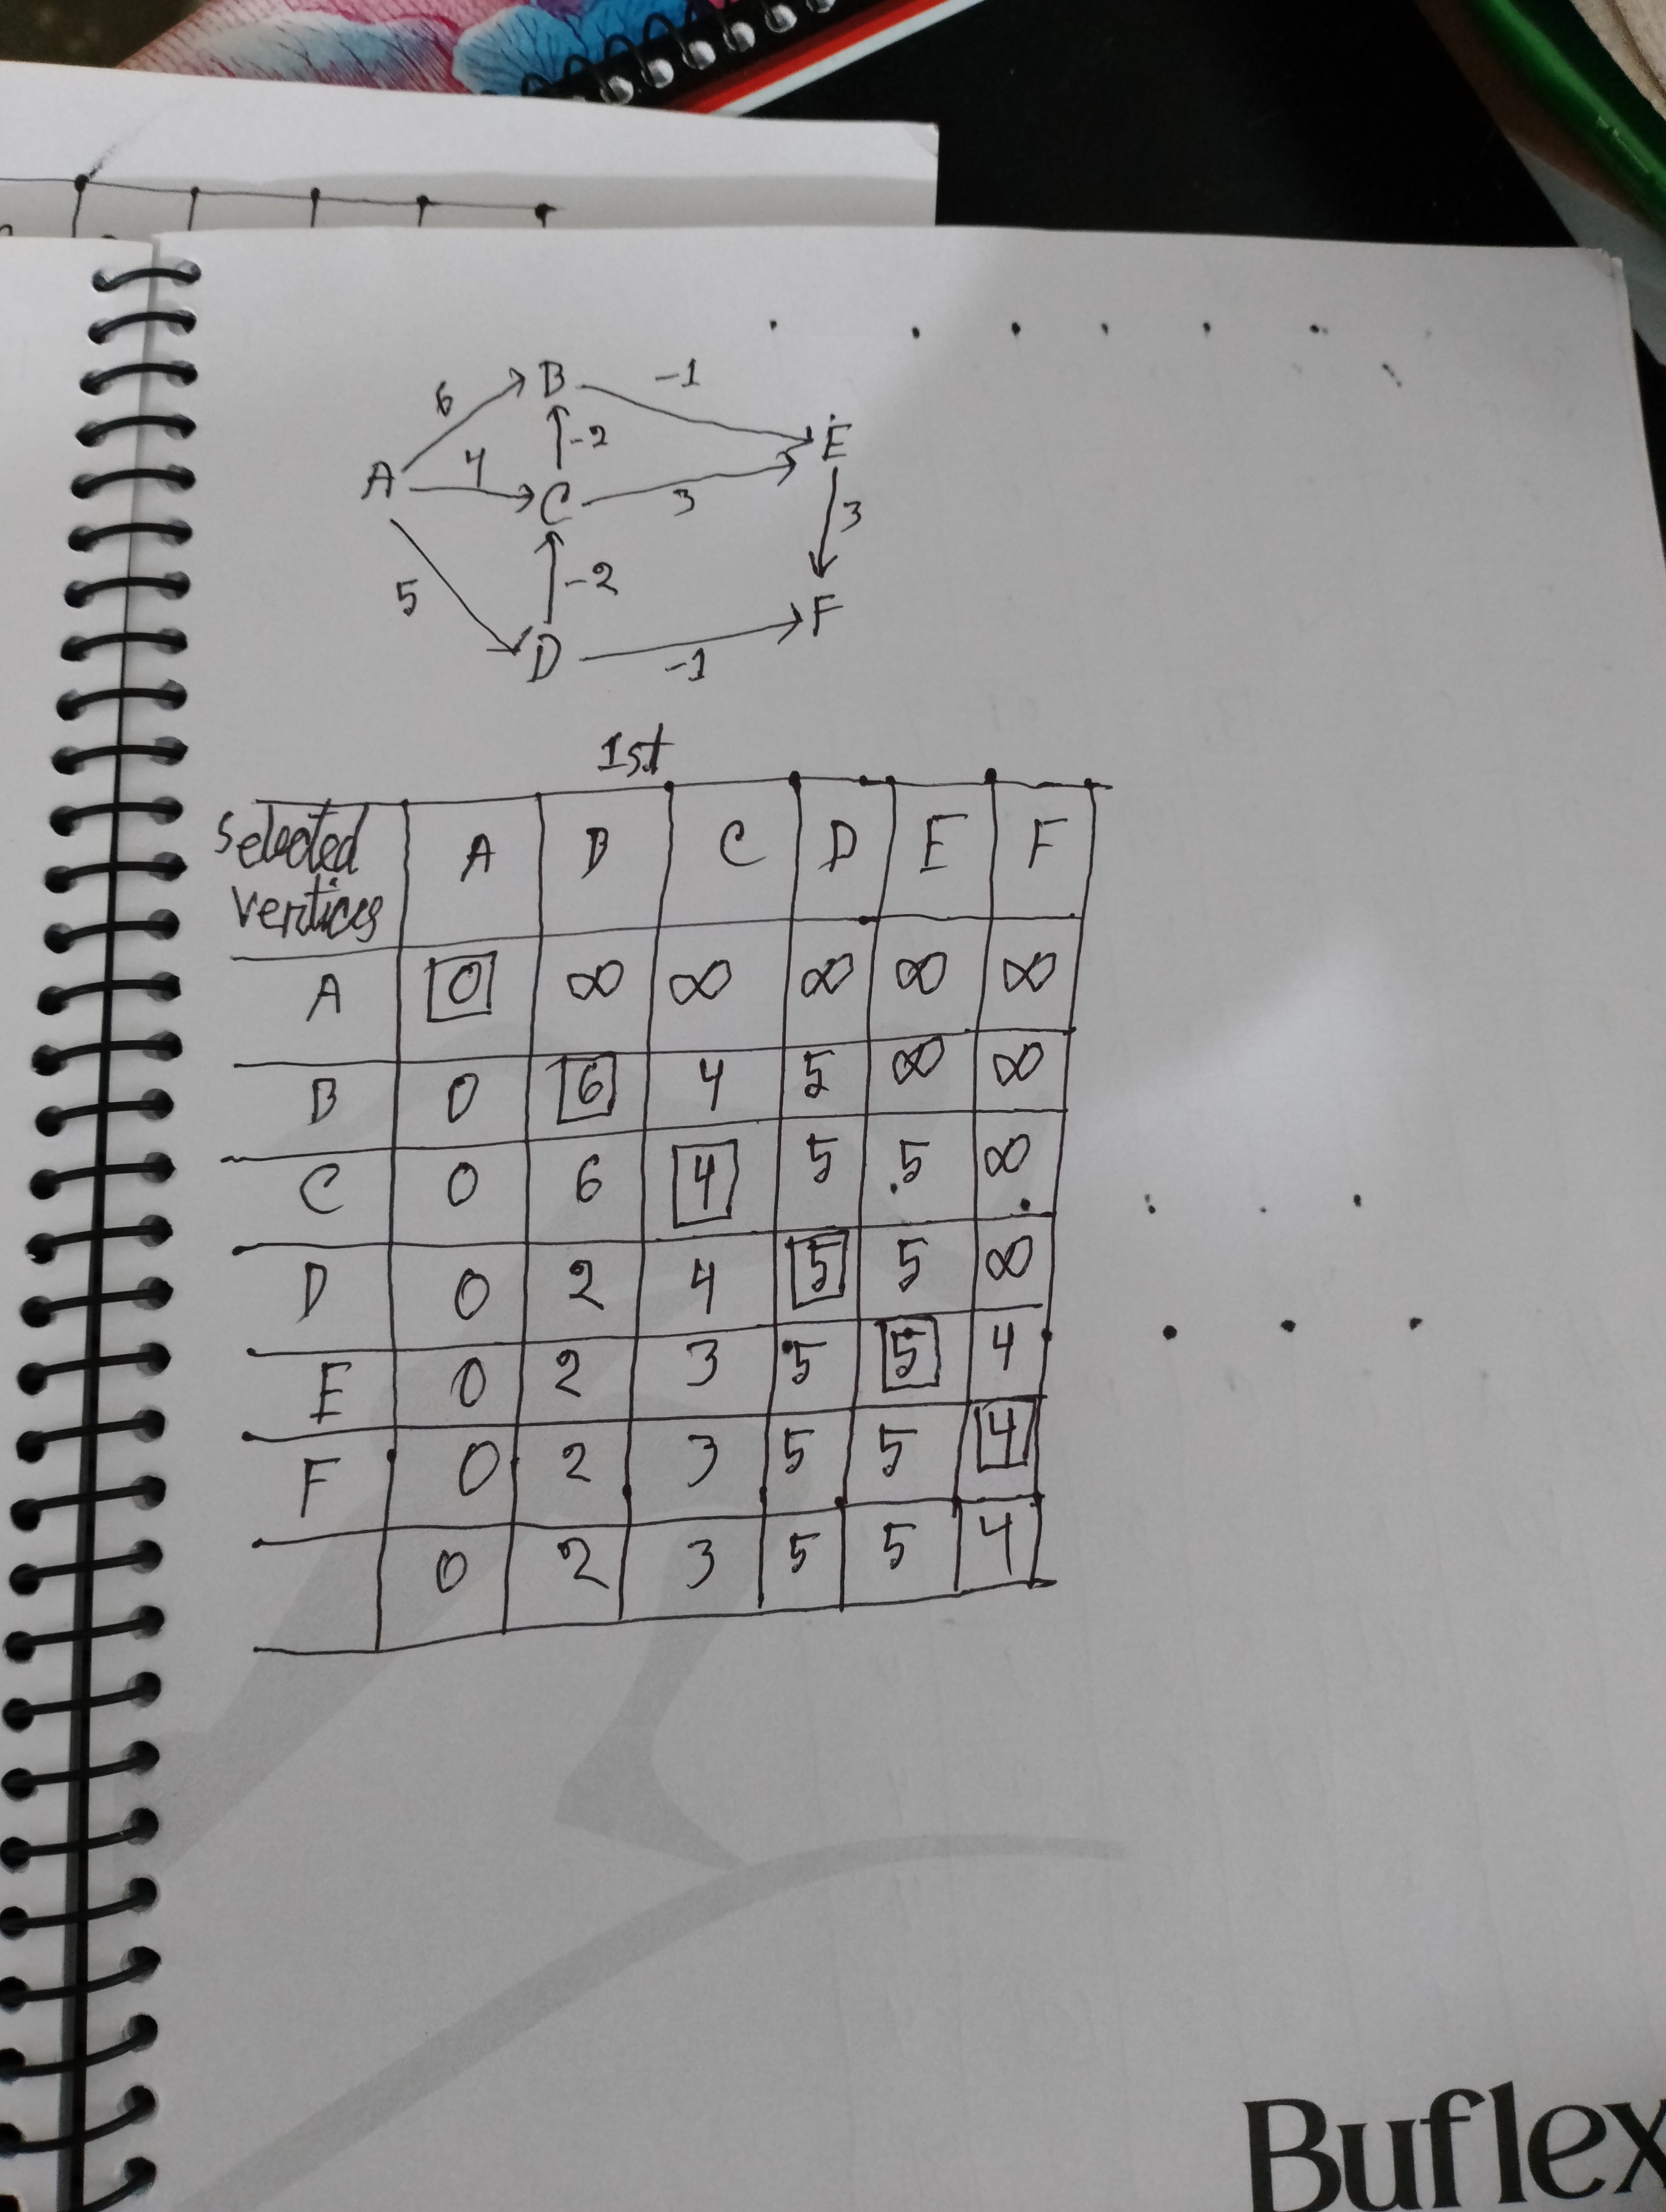 6 B -1
-2 E
A 4 C 3
3
5 -2
F
D -1
1st
Selected vertices A B C D E F
A 0 ∞ ∞ ∞ ∞ ∞
B 0 6 4 5 ∞ ∞
C 0 6 4 5 5 ∞
D 0 2 4 5 5 ∞
E 0 2 3 5 5 4
F 0 2 3 5 5 4
0 2 3 5 5 4
Buflex